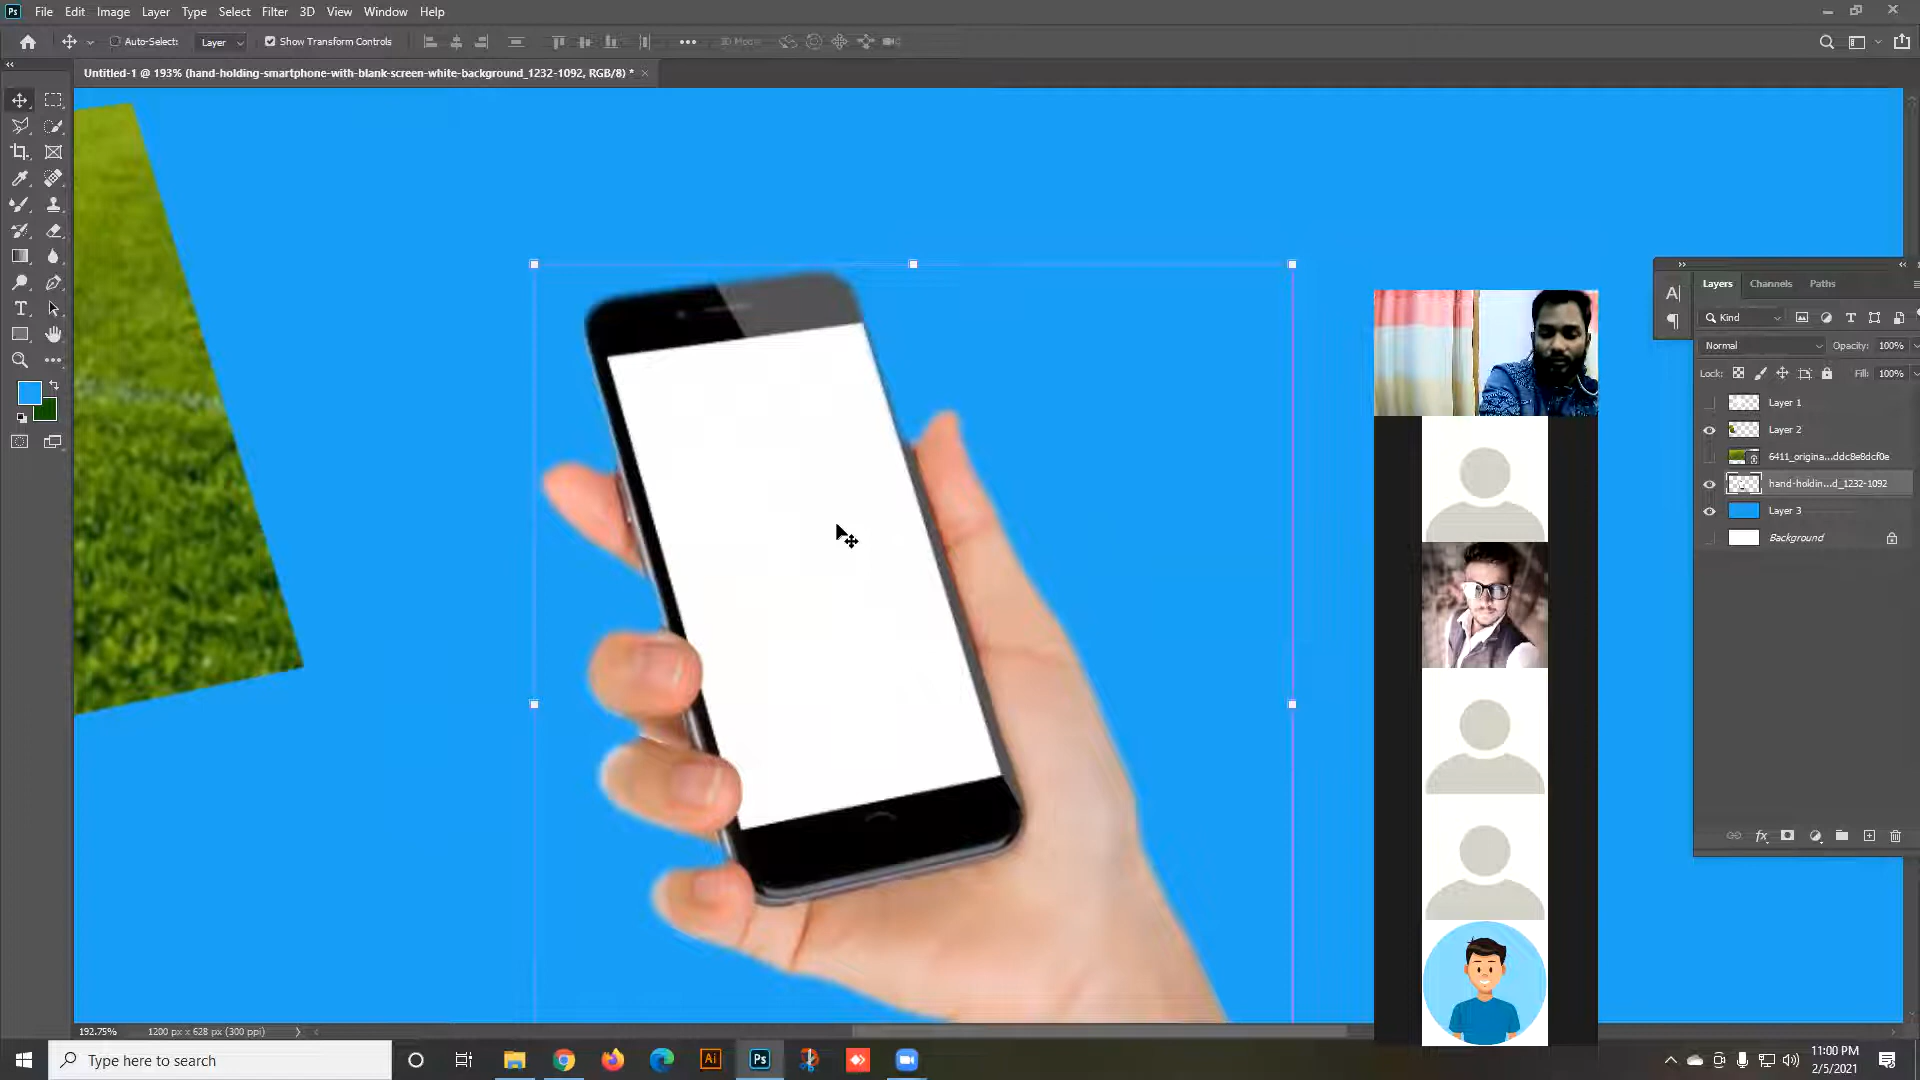 Ps File Edit Image Layer Type Select Filter 3D View Window Help
Auto-Select: Layer Show Transform Controls
Untitled-1 @ 193% (hand-holding-smartphone-with-blank-screen-white-background_1232-1092, RGB/8) *
Layers Channels Paths
Kind
Normal Opacity: 100%
Lock: Fill: 100%
Layer 1
Layer 2
6411_origina...ddc8e8dcf0e
hand-holdin...d_1232-1092
Layer 3
Background
192.75% 1200 px x 628 px (300 ppi)
Type here to search
Ai Ps
11:00 PM
2/5/2021